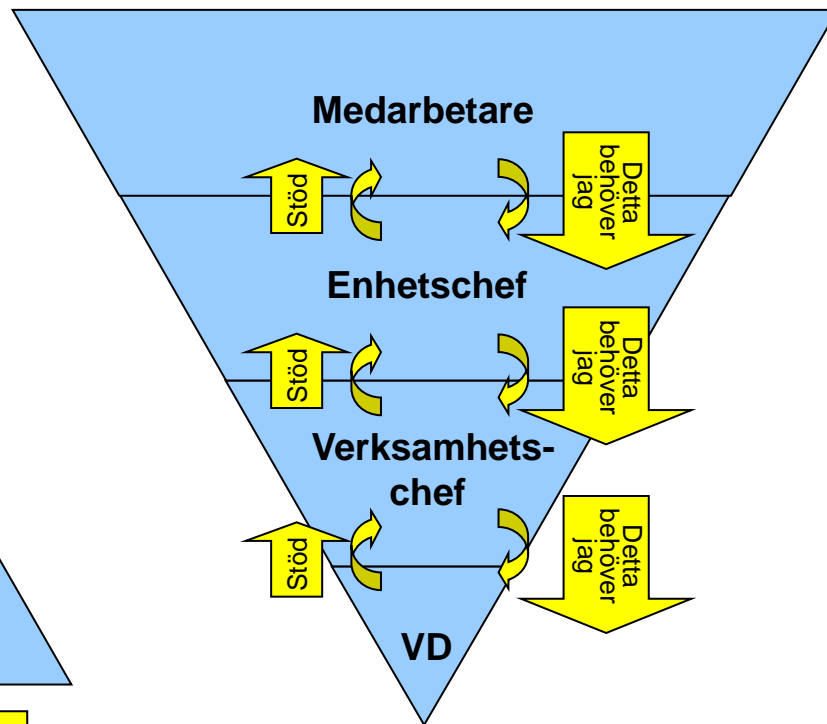 Medarbetare
Stöd
Detta
behöver
jag
Enhetschef
Stöd
Detta
behöver
jag
Verksamhets-
chef
Stöd
Detta
behöver
jag
VD